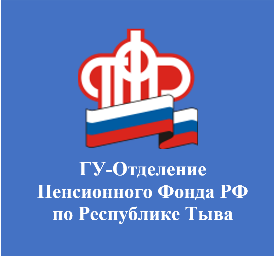 ГУ-Отделение
Пенсионного Фонда РФ
по Республике Тыва